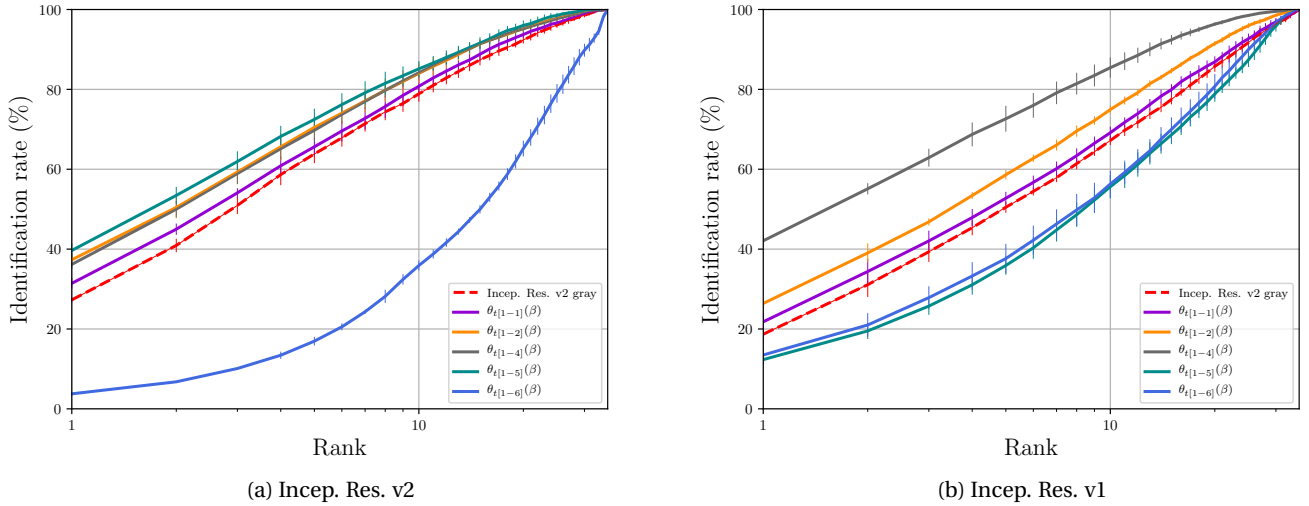 100
80
60
40
20
0
Identification rate (%)
1
10
Rank
Incep. Res. v2 gray
θt[1−1](β)
θt[1−2](β)
θt[1−4](β)
θt[1−5](β)
θt[1−6](β)
(a) Incep. Res. v2
100
80
60
40
20
0
Identification rate (%)
1
10
Rank
Incep. Res. v2 gray
θt[1−1](β)
θt[1−2](β)
θt[1−4](β)
θt[1−5](β)
θt[1−6](β)
(b) Incep. Res. v1